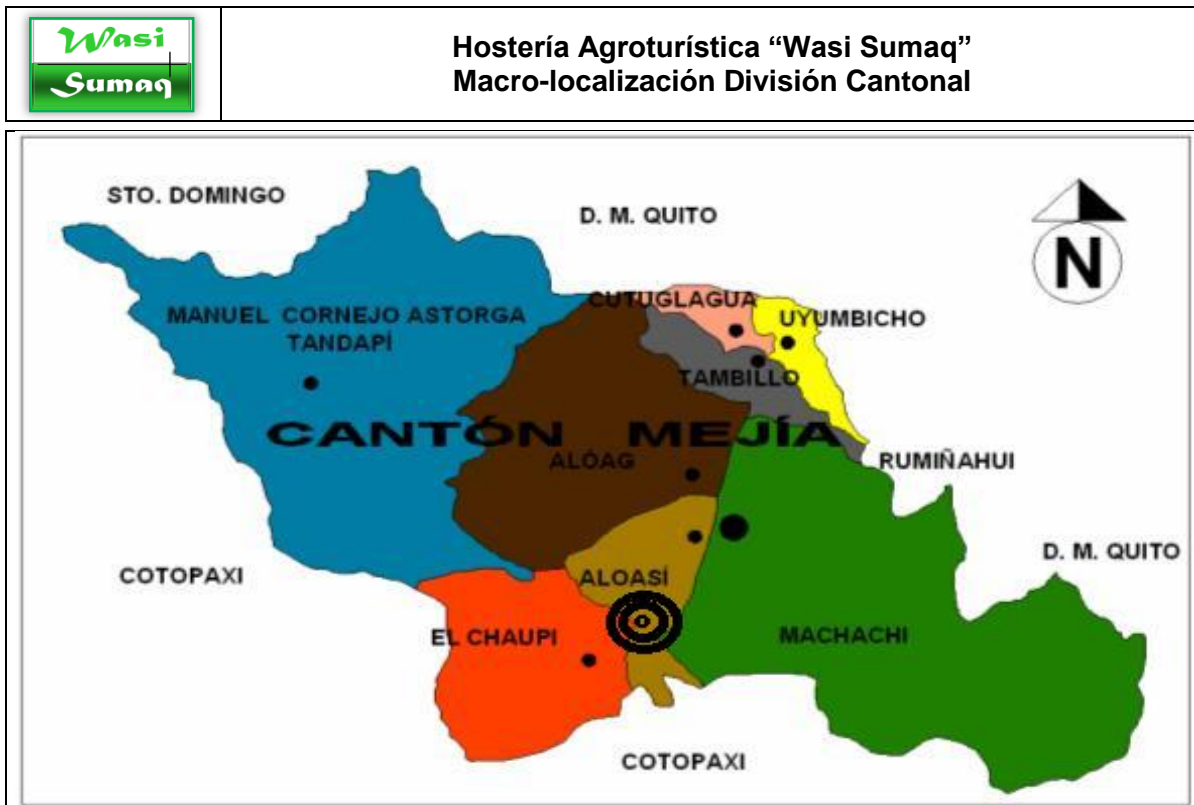 Wasi
Sumaq
Hostería Agroturística “Wasi Sumaq”
Macro-localización División Cantonal
STO. DOMINGO
D. M. QUITO
N
CUTUGLAGUA
MANUEL CORNEJO ASTORGA
TANDAPÍ
UYUMBICHO
TAMBILLO
CANTÓN MEJÍA
ALÓAG
RUMIÑAHUI
D. M. QUITO
COTOPAXI
ALOASÍ
EL CHAUPI
MACHACHI
COTOPAXI